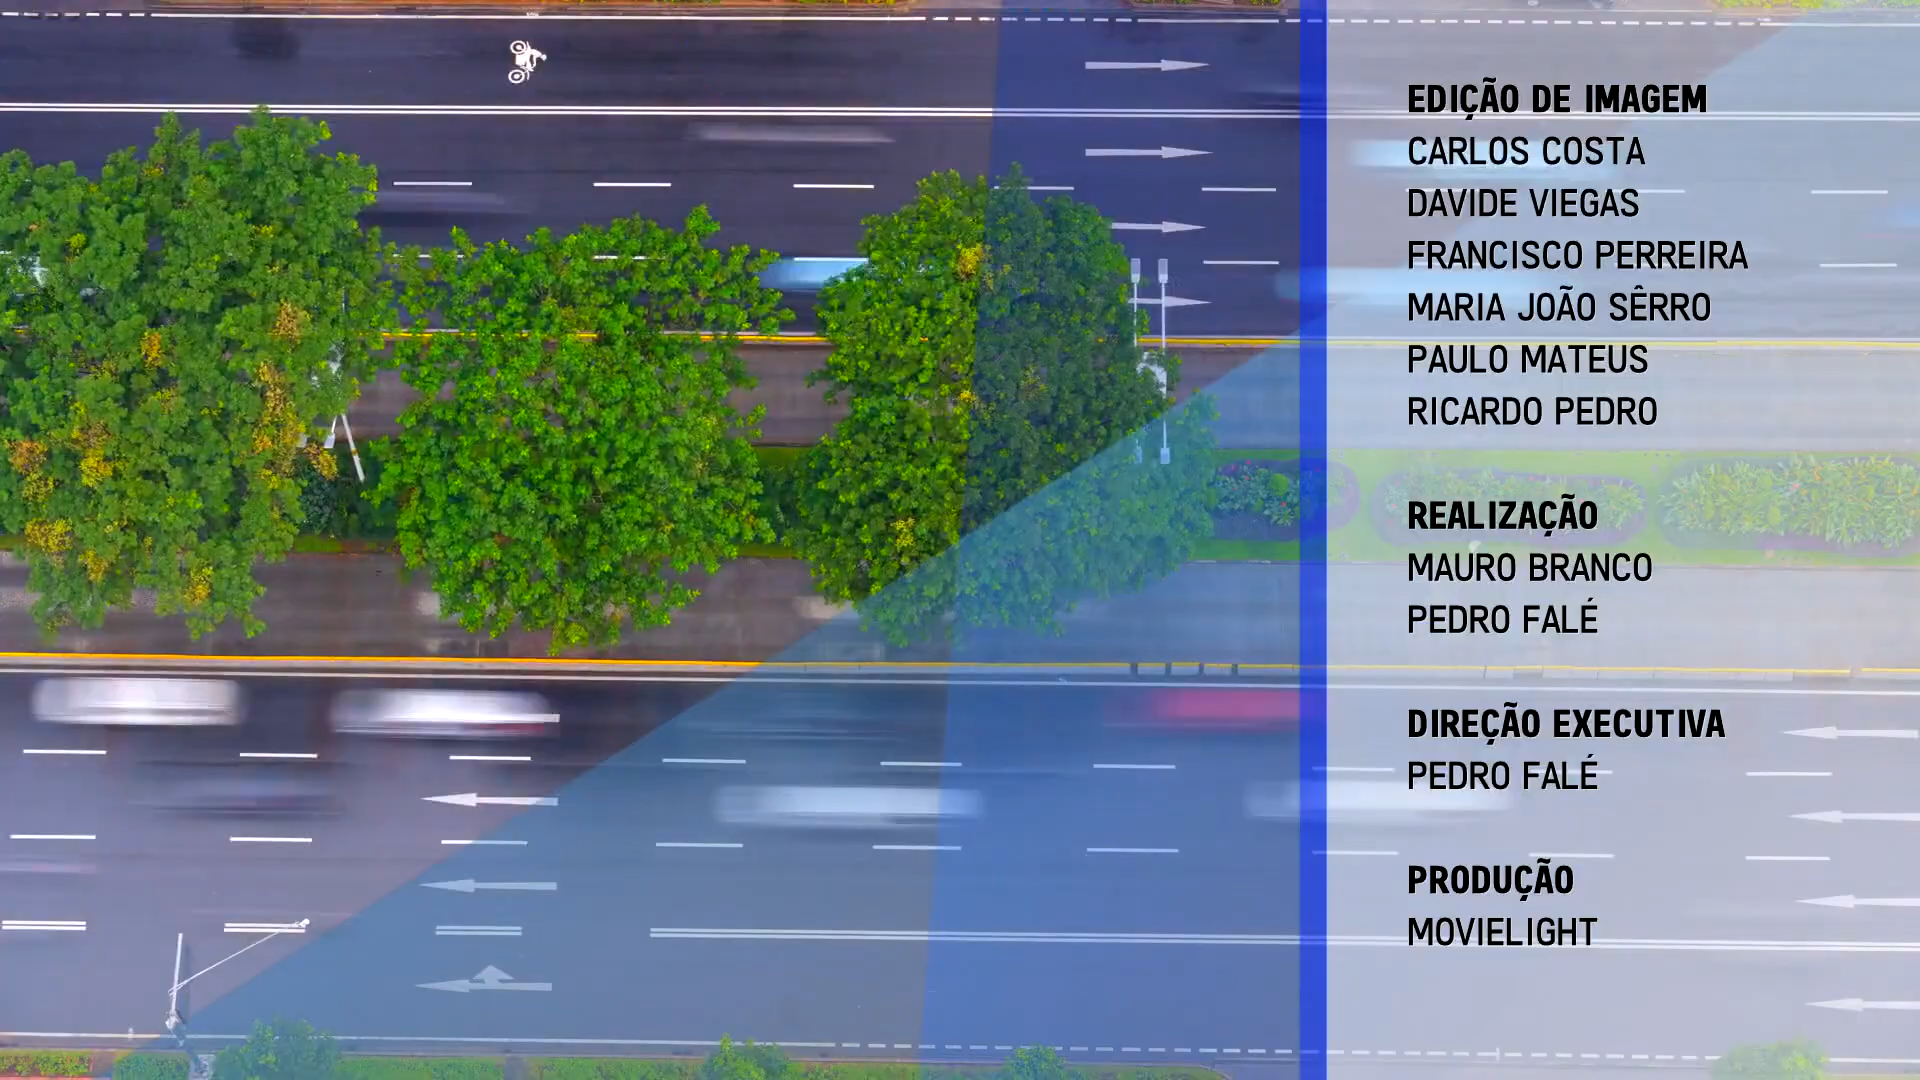 EDIÇÃO DE IMAGEM
CARLOS COSTA
DAVIDE VIEGAS
FRANCISCO PERREIRA
MARIA JOÃO SÊRRO
PAULO MATEUS
RICARDO PEDRO
REALIZAÇÃO
MAURO BRANCO
PEDRO FALÉ
DIREÇÃO EXECUTIVA
PEDRO FALÉ
PRODUÇÃO
MOVIELIGHT